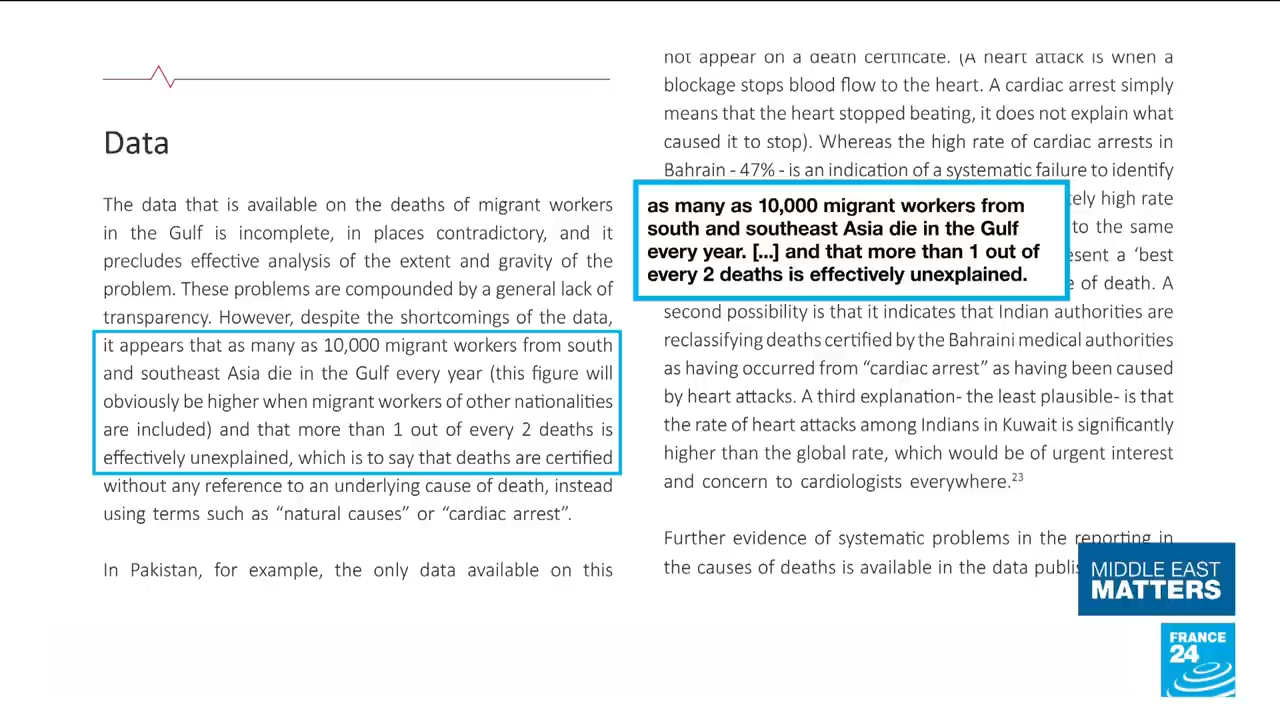 Data
The data that is available on the deaths of migrant workers
in the Gulf is incomplete, in places contradictory, and it
precludes effective analysis of the extent and gravity of the
problem. These problems are compounded by a general lack of
transparency. However, despite the shortcomings of the data,
it appears that as many as 10,000 migrant workers from south
and southeast Asia die in the Gulf every year (this figure will
obviously be higher when migrant workers of other nationalities
are included) and that more than 1 out of every 2 deaths is
effectively unexplained, which is to say that deaths are certified
without any reference to an underlying cause of death, instead
using terms such as “natural causes” or “cardiac arrest”.
In Pakistan, for example, the only data available on this
not appear on a death certificate. (A heart attack is when a
blockage stops blood flow to the heart. A cardiac arrest simply
means that the heart stopped beating, it does not explain what
caused it to stop). Whereas the high rate of cardiac arrests in
Bahrain - 47% - is an indication of a systematic failure to identify
high rate
to the same
a ‘best
of death. A
second possibility is that it indicates that Indian authorities are
reclassifying deaths certified by the Bahraini medical authorities
as having occurred from “cardiac arrest” as having been caused
by heart attacks. A third explanation- the least plausible- is that
the rate of heart attacks among Indians in Kuwait is significantly
higher than the global rate, which would be of urgent interest
and concern to cardiologists everywhere.²³
Further evidence of systematic problems in the reporting in
the causes of deaths is available in the data
as many as 10,000 migrant workers from
south and southeast Asia die in the Gulf
every year. [...] and that more than 1 out of
every 2 deaths is effectively unexplained.
MIDDLE EAST
MATTERS
FRANCE
24